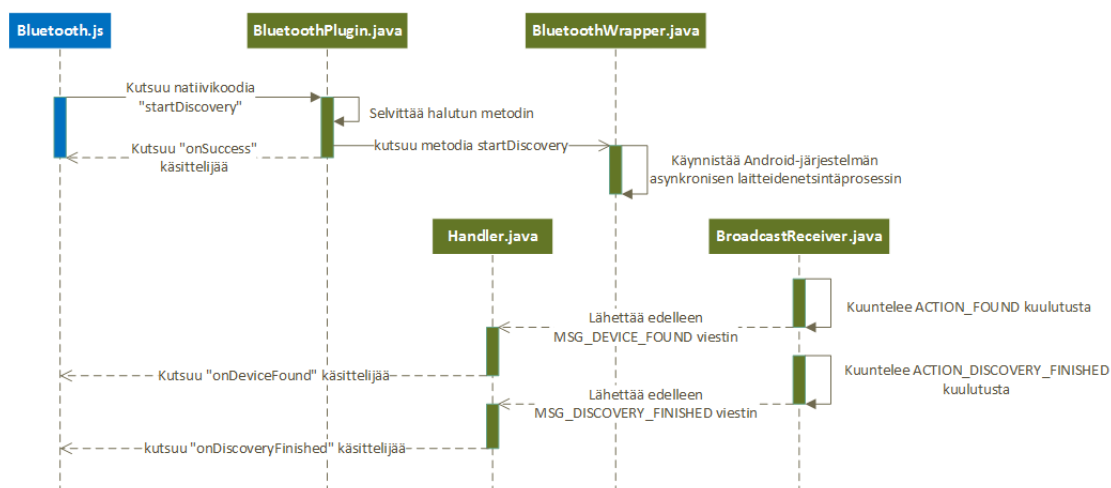 Bluetooth.js
BluetoothPlugin.java
BluetoothWrapper.java
Kutsuu natiivikoodia
"startDiscovery"
Selvittää halutun metodin
Kutsuu "onSuccess"
käsittelijää
kutsuu metodia startDiscovery
Käynnistää Android-järjestelmän
asynkronisen laitteidenetsintäprosessin
Handler.java
BroadcastReceiver.java
Kuuntelee ACTION_FOUND kuulutusta
Lähettää edelleen
MSG_DEVICE_FOUND viestin
Kutsuu "onDeviceFound" käsittelijää
Kuuntelee ACTION_DISCOVERY_FINISHED
kuulutusta
Lähettää edelleen
MSG_DISCOVERY_FINISHED viestin
kutsuu "onDiscoveryFinished" käsittelijää